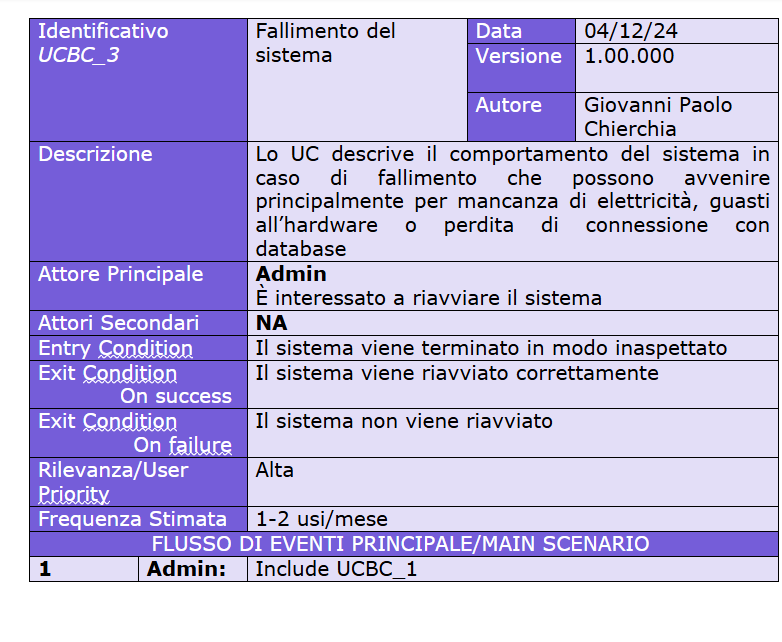 Identificativo
UCBC_3
Fallimento del
sistema
Data
04/12/24
Versione
1.00.000
Autore
Giovanni Paolo
Chierchia
Descrizione
Lo UC descrive il comportamento del sistema in
caso di fallimento che possono avvenire
principalmente per mancanza di elettricità, guasti
all’hardware o perdita di connessione con
database
Attore Principale
Admin
È interessato a riavviare il sistema
Attori Secondari
NA
Entry Condition
Il sistema viene terminato in modo inaspettato
Exit Condition
On success
Il sistema viene riavviato correttamente
Exit Condition
On failure
Il sistema non viene riavviato
Rilevanza/User
Priority
Alta
Frequenza Stimata
1-2 usi/mese
FLUSSO DI EVENTI PRINCIPALE/MAIN SCENARIO
1
Admin:
Include UCBC_1